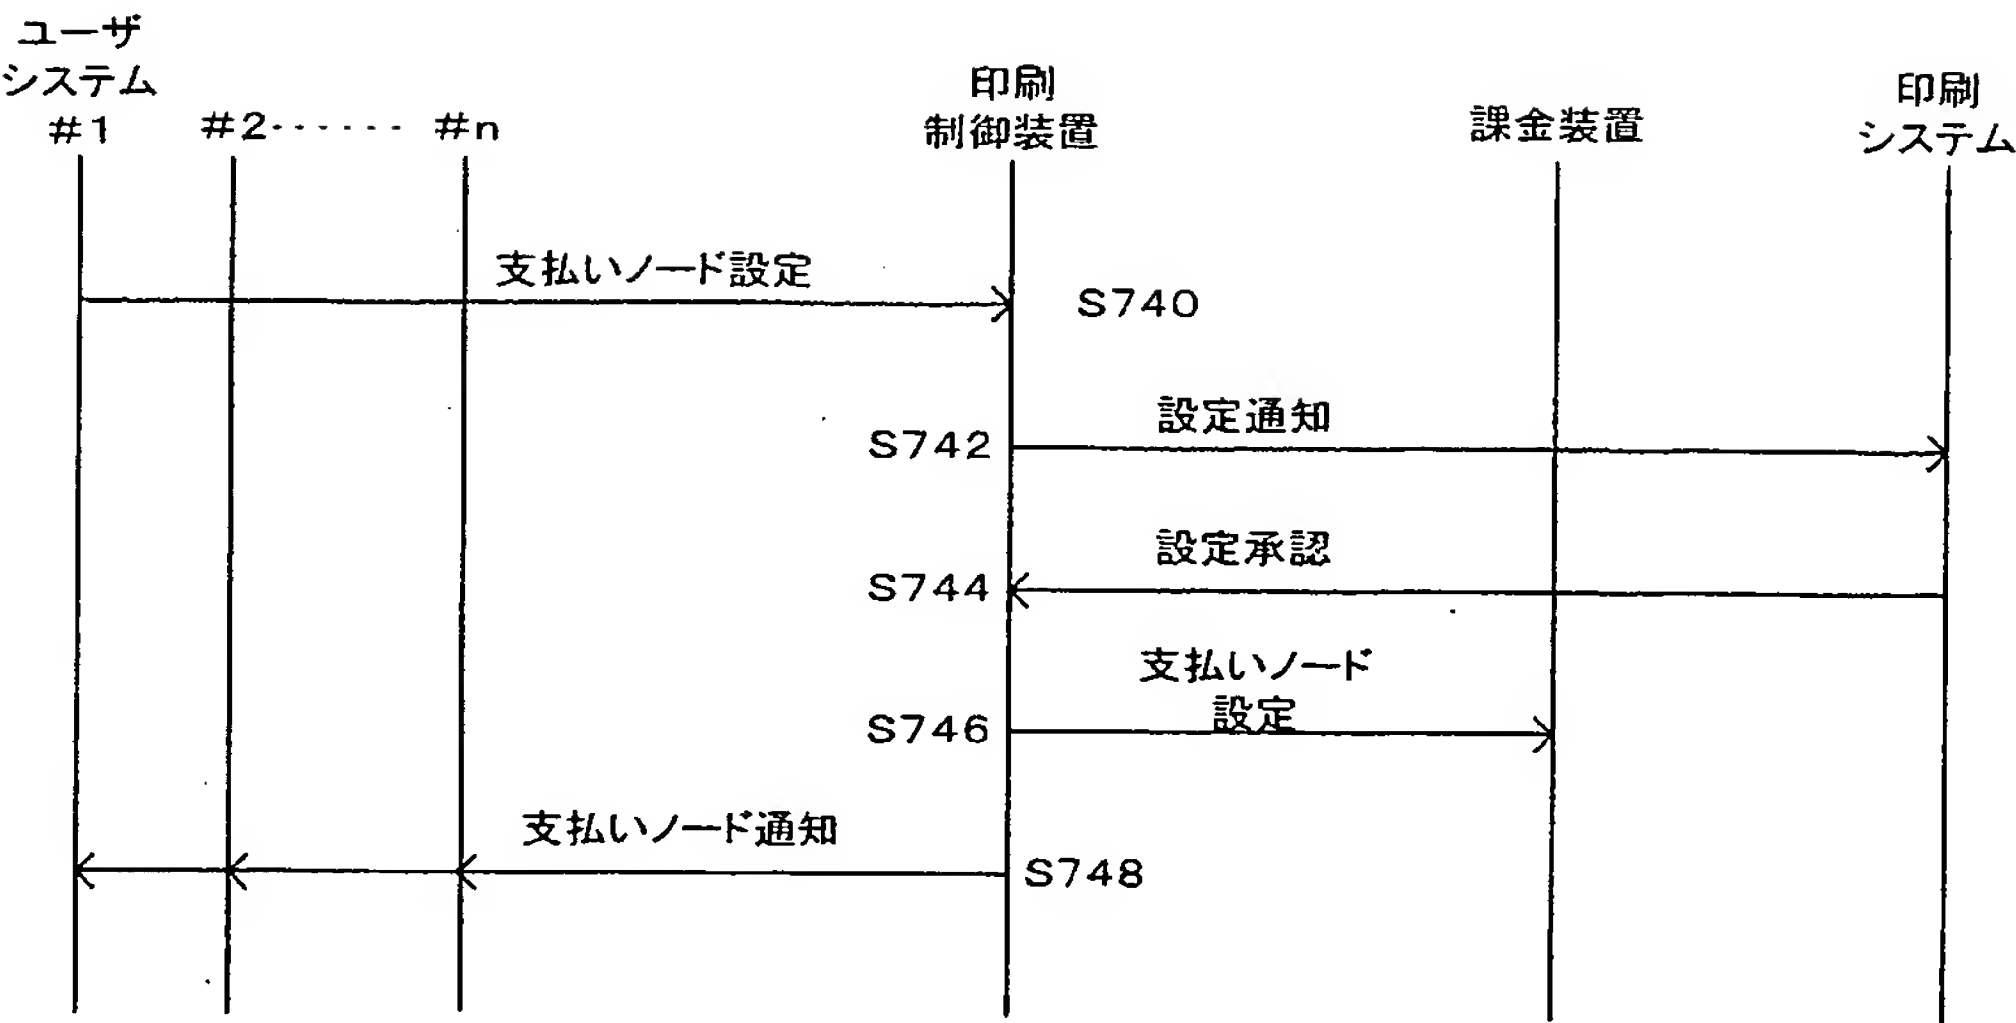 ユーザ
システム
#1
#2・・・・・・
#n
印刷
制御装置
課金装置
印刷
システム
支払いノード設定
S740
設定通知
S742
設定承認
S744
支払いノード
設定
S746
支払いノード通知
S748